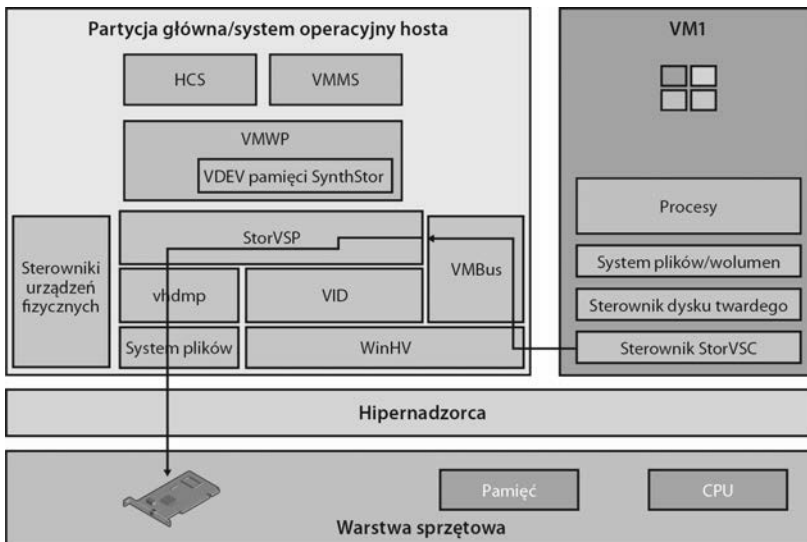 Partycja główna/system operacyjny hosta
HCS
VMMS
VMWP
VDEV pamięci SynthStor
Sterowniki
urządzeń
fizycznych
StorVSP
vhdmp
VID
VMBus
System plików
WinHV
VM1
Procesy
System plików/wolumen
Sterownik dysku twardego
Sterownik StorVSC
Hipernadzorca
Pamięć
CPU
Warstwa sprzętowa